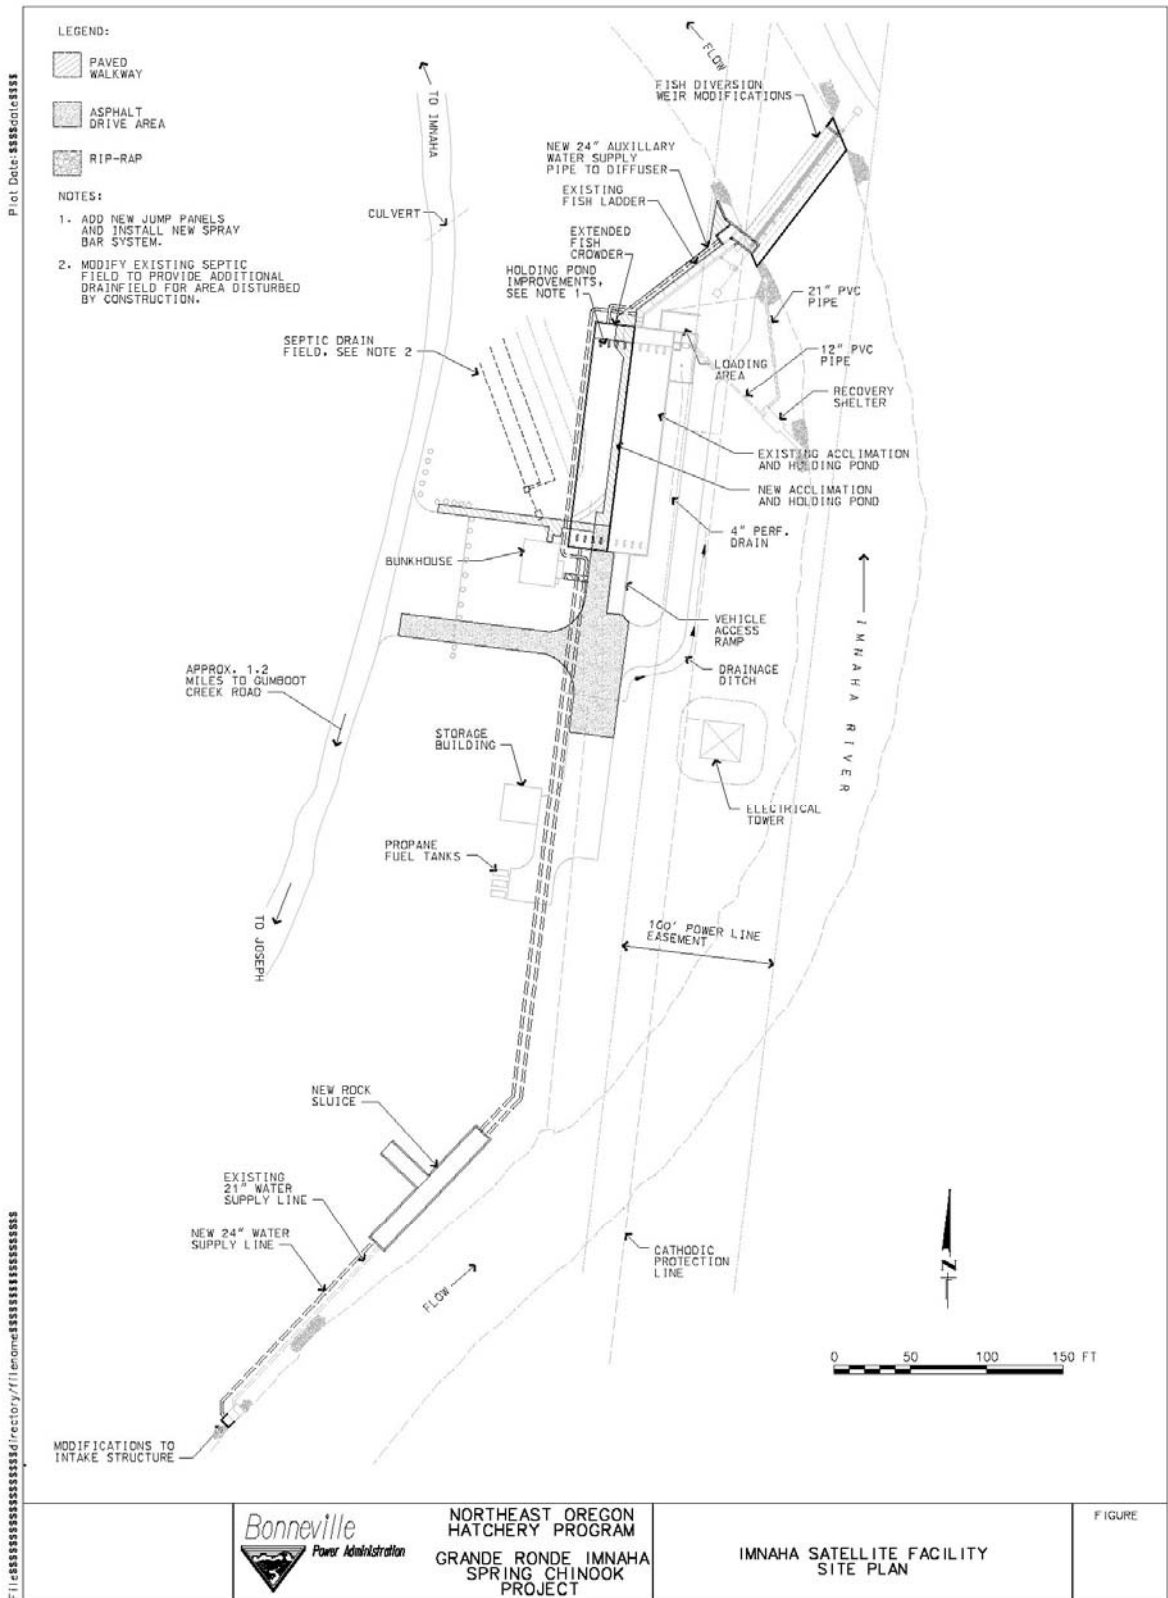 LEGEND:
PAVED
WALKWAY
ASPHALT
DRIVE AREA
RIP-RAP
NOTES:
1. ADD NEW JUMP PANELS
AND INSTALL NEW SPRAY
BAR SYSTEM.
2. MODIFY EXISTING SEPTIC
FIELD TO PROVIDE ADDITIONAL
DRAINFIELD FOR AREA DISTURBED
BY CONSTRUCTION.
TO IMNAHA
CULVERT
FLOW
FISH DIVERSION
WEIR MODIFICATIONS
NEW 24" AUXILLARY
WATER SUPPLY
PIPE TO DIFFUSER
EXISTING
FISH LADDER
EXTENDED
FISH
CROWDER
HOLDING POND
IMPROVEMENTS,
SEE NOTE 1
SEPTIC DRAIN
FIELD, SEE NOTE 2
21" PVC
PIPE
12" PVC
PIPE
LOADING
AREA
RECOVERY
SHELTER
EXISTING ACCLIMATION
AND HOLDING POND
NEW ACCLIMATION
AND HOLDING POND
4" PERF.
DRAIN
BUNKHOUSE
VEHICLE
ACCESS
RAMP
DRAINAGE
DITCH
IMNAHA RIVER
APPROX. 1.2
MILES TO GUMBOOT
CREEK ROAD
STORAGE
BUILDING
ELECTRICAL
TOWER
PROPANE
FUEL TANKS
TO JOSEPH
100' POWER LINE
EASEMENT
NEW ROCK
SLUICE
EXISTING
21" WATER
SUPPLY LINE
NEW 24" WATER
SUPPLY LINE
CATHODIC
PROTECTION
LINE
FLOW
N
0 50 100 150 FT
MODIFICATIONS TO
INTAKE STRUCTURE
Bonneville
Power Administration
NORTHEAST OREGON
HATCHERY PROGRAM
GRANDE RONDE IMNAHA
SPRING CHINOOK
PROJECT
IMNAHA SATELLITE FACILITY
SITE PLAN
FIGURE
Plot Date:$$$$date$$$$